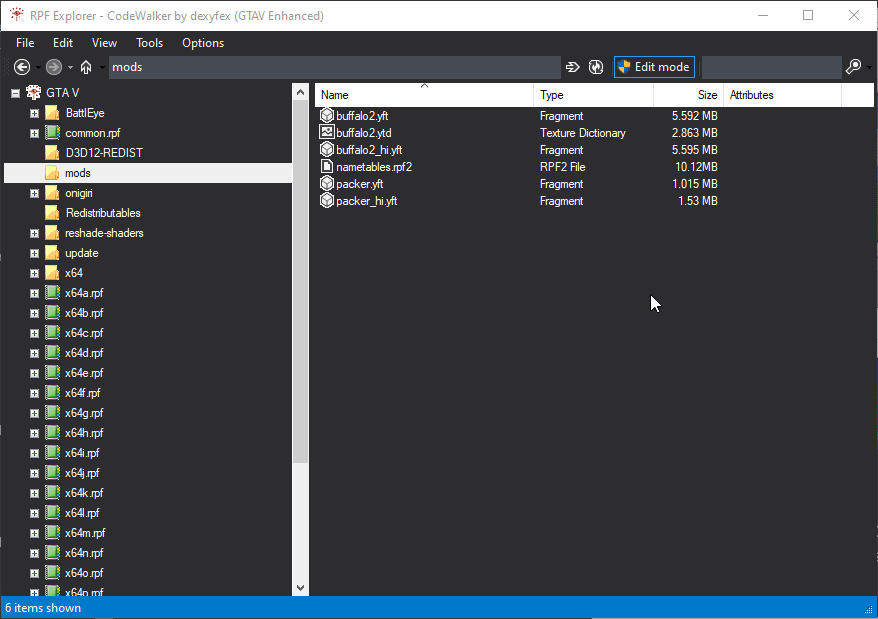 RPF Explorer - CodeWalker by dexyfex (GTAV Enhanced)
File Edit View Tools Options
mods Edit mode
GTA V
BattlEye
common.rpf
D3D12-REDIST
mods
onigiri
Redistributables
reshade-shaders
update
x64
x64a.rpf
x64b.rpf
x64c.rpf
x64d.rpf
x64e.rpf
x64f.rpf
x64g.rpf
x64h.rpf
x64i.rpf
x64j.rpf
x64k.rpf
x64l.rpf
x64m.rpf
x64n.rpf
x64o.rpf
x64p.rpf
Name Type Size Attributes
buffalo2.yft Fragment 5.592 MB
buffalo2.ytd Texture Dictionary 2.863 MB
buffalo2_hi.yft Fragment 5.595 MB
nametables.rpf2 RPF2 File 10.12MB
packer.yft Fragment 1.015 MB
packer_hi.yft Fragment 1.53 MB
6 items shown